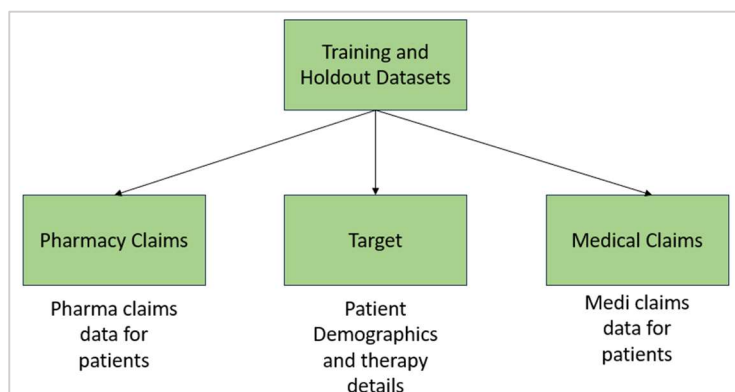 Training and
Holdout Datasets
Pharmacy Claims
Target
Medical Claims
Pharma claims
data for
patients
Patient
Demographics
and therapy
details
Medi claims
data for
patients